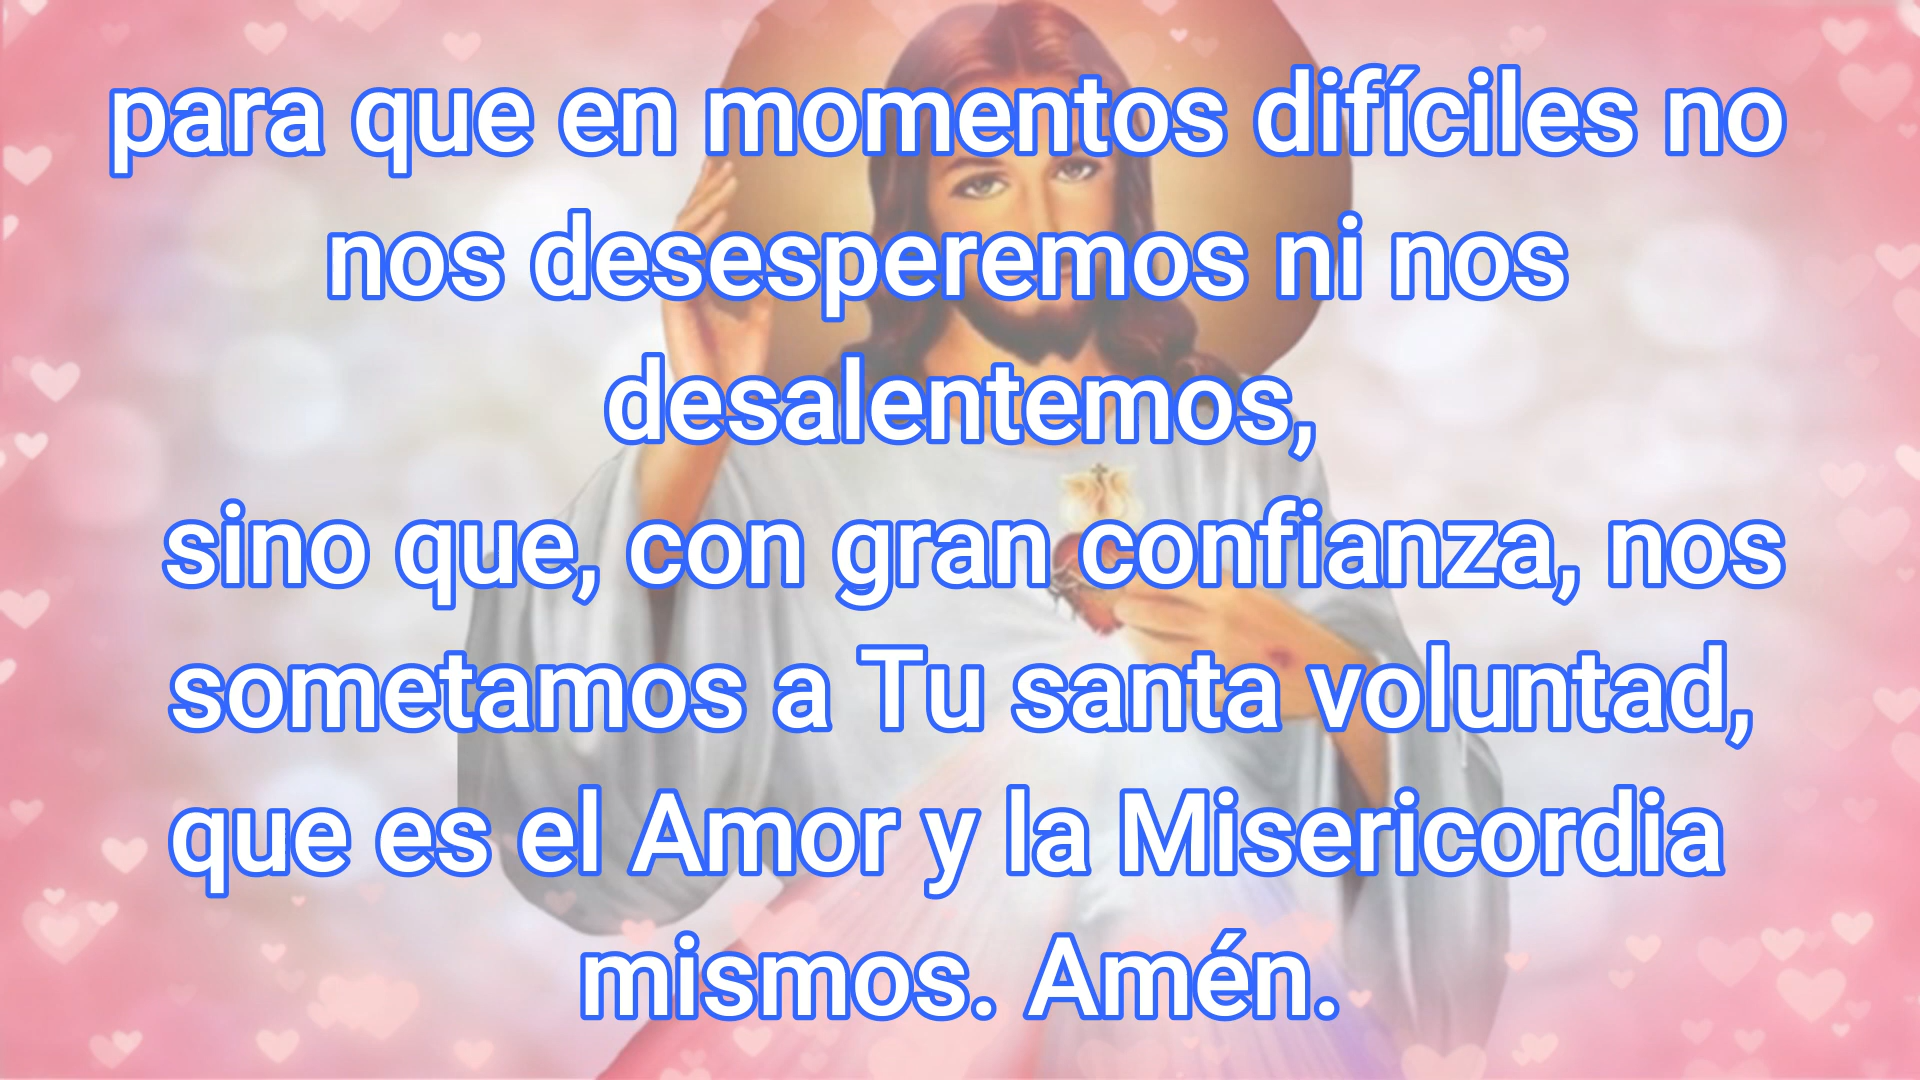 para que en momentos difíciles no
nos desesperemos ni nos
desalentemos,
sino que, con gran confianza, nos
sometamos a Tu santa voluntad,
que es el Amor y la Misericordia
mismos. Amén.